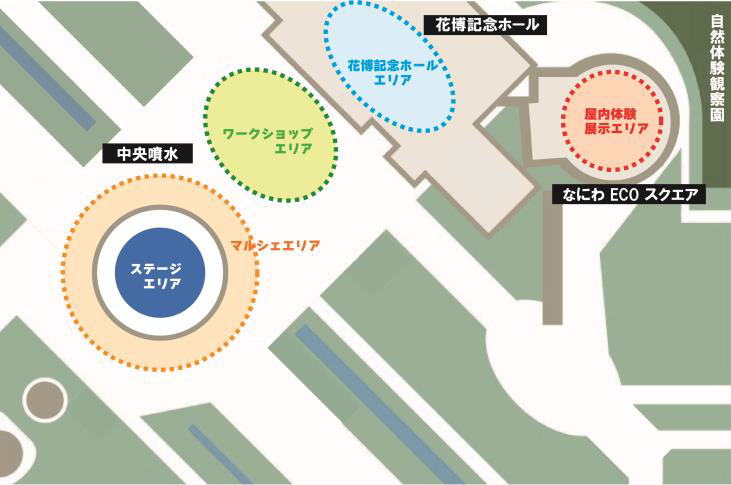 花博記念ホール
自然体験観察園
花博記念ホール
エリア
屋内体験
展示エリア
ワークショップ
エリア
中央噴水
なにわ ECO スクエア
マルシェエリア
ステージ
エリア